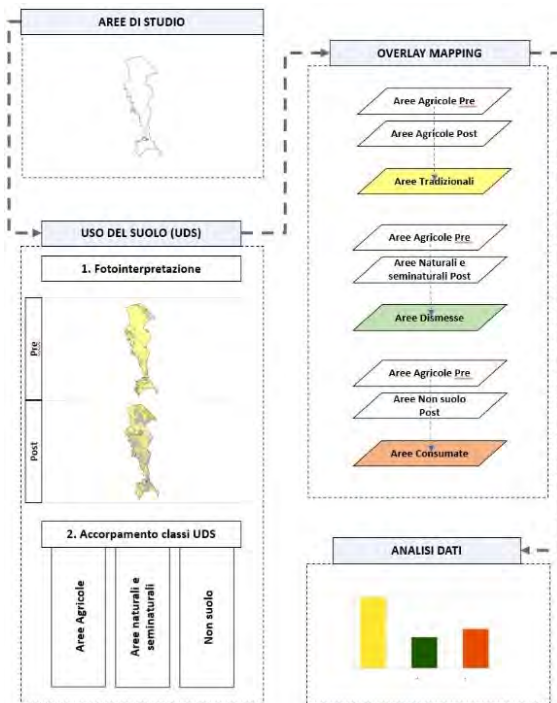 AREE DI STUDIO
USO DEL SUOLO (UDS)
1. Fotointerpretazione
Pre
Post
2. Accorpamento classi UDS
Aree Agricole
Aree naturali e
seminaturali
Non suolo
OVERLAY MAPPING
Aree Agricole Pre
Aree Agricole Post
Aree Tradizionali
Aree Agricole Pre
Aree Naturali e
seminaturali Post
Aree Dismesse
Aree Agricole Pre
Aree Non suolo
Post
Aree Consumate
ANALISI DATI